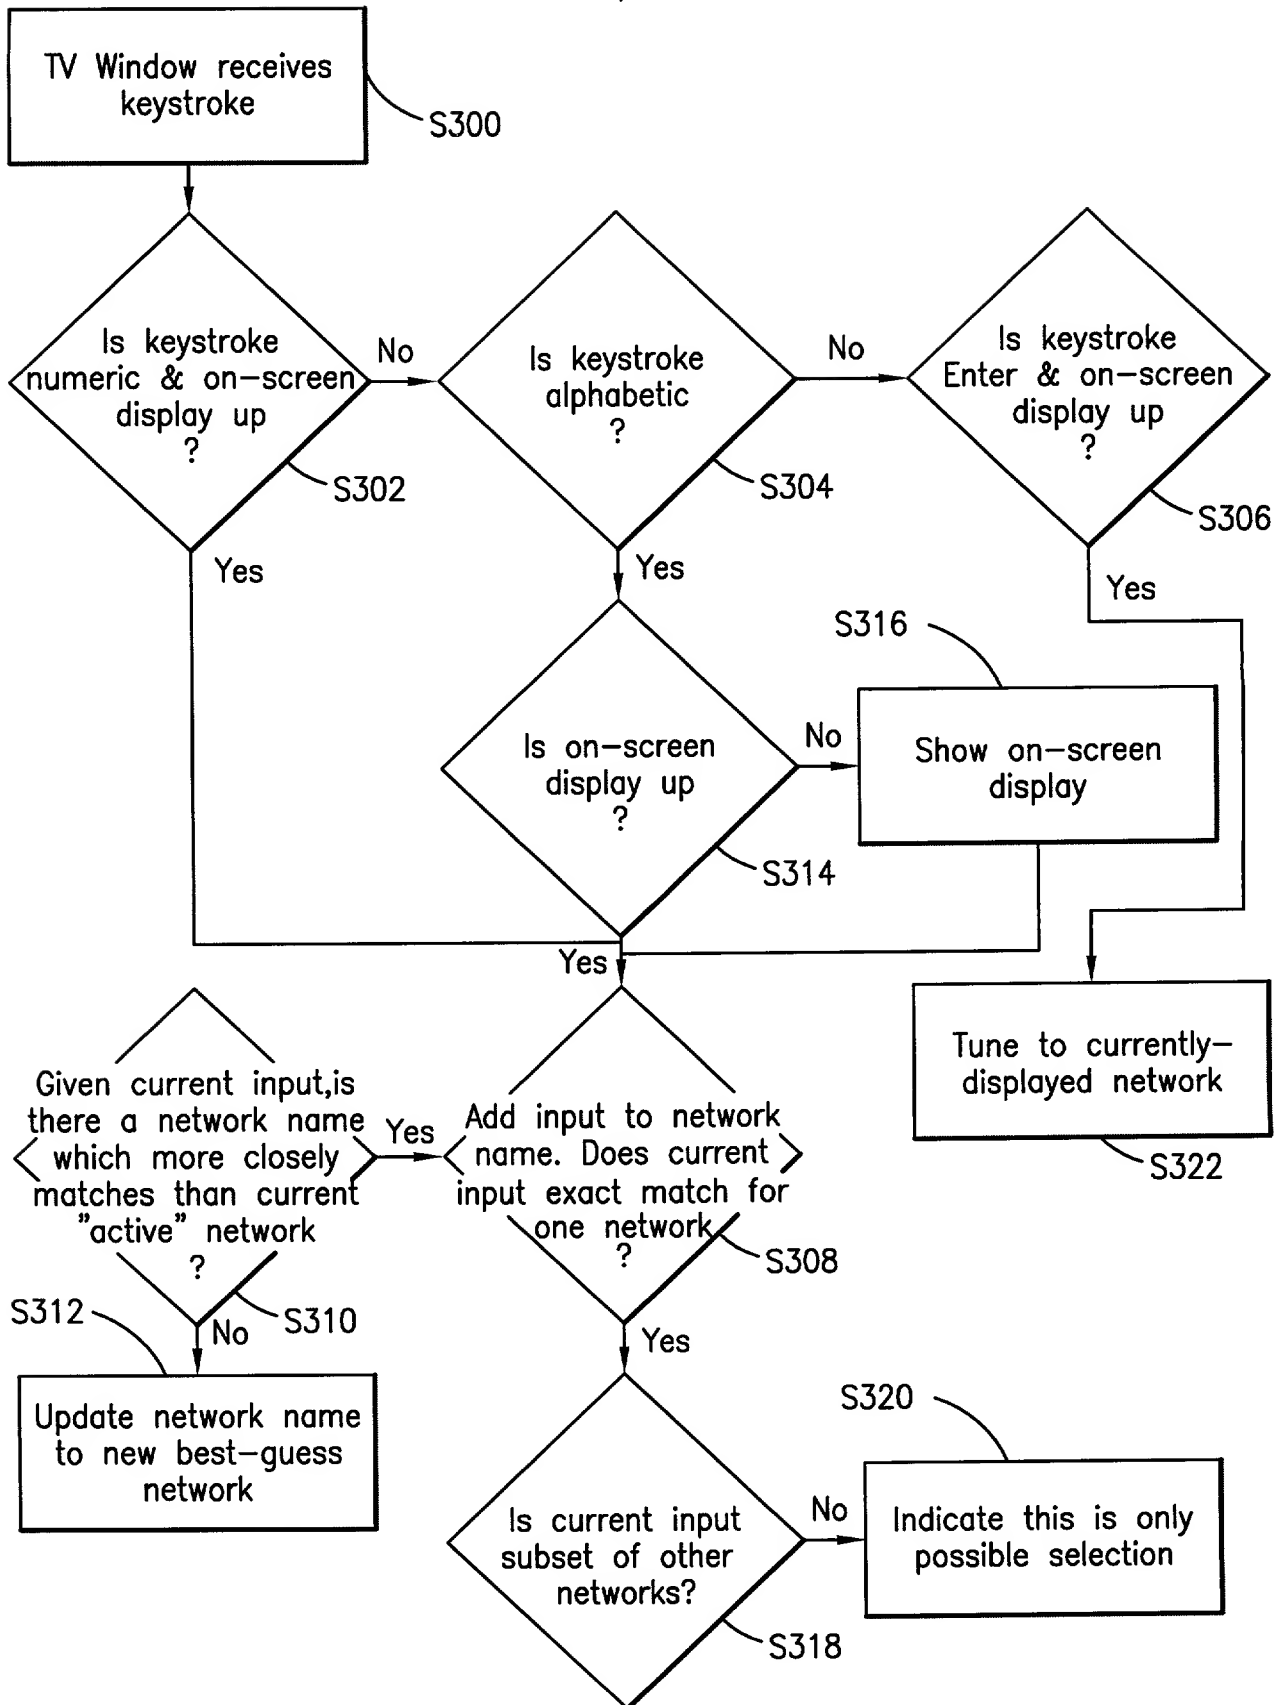 TV Window receives
keystroke
S300
Is keystroke
numeric & on-screen
display up
?
S302
No
Yes
Is keystroke
alphabetic
?
S304
No
Yes
Is keystroke
Enter & on-screen
display up
?
S306
Yes
S316
Is on-screen
display up
?
S314
No
Show on-screen
display
Yes
Tune to currently-
displayed network
S322
Given current input,is
there a network name
which more closely
matches than current
"active" network
?
S310
Yes
No
Add input to network
name. Does current
input exact match for
one network
?
S308
Yes
S312
Update network name
to new best-guess
network
S320
Is current input
subset of other
networks?
S318
No
Indicate this is only
possible selection